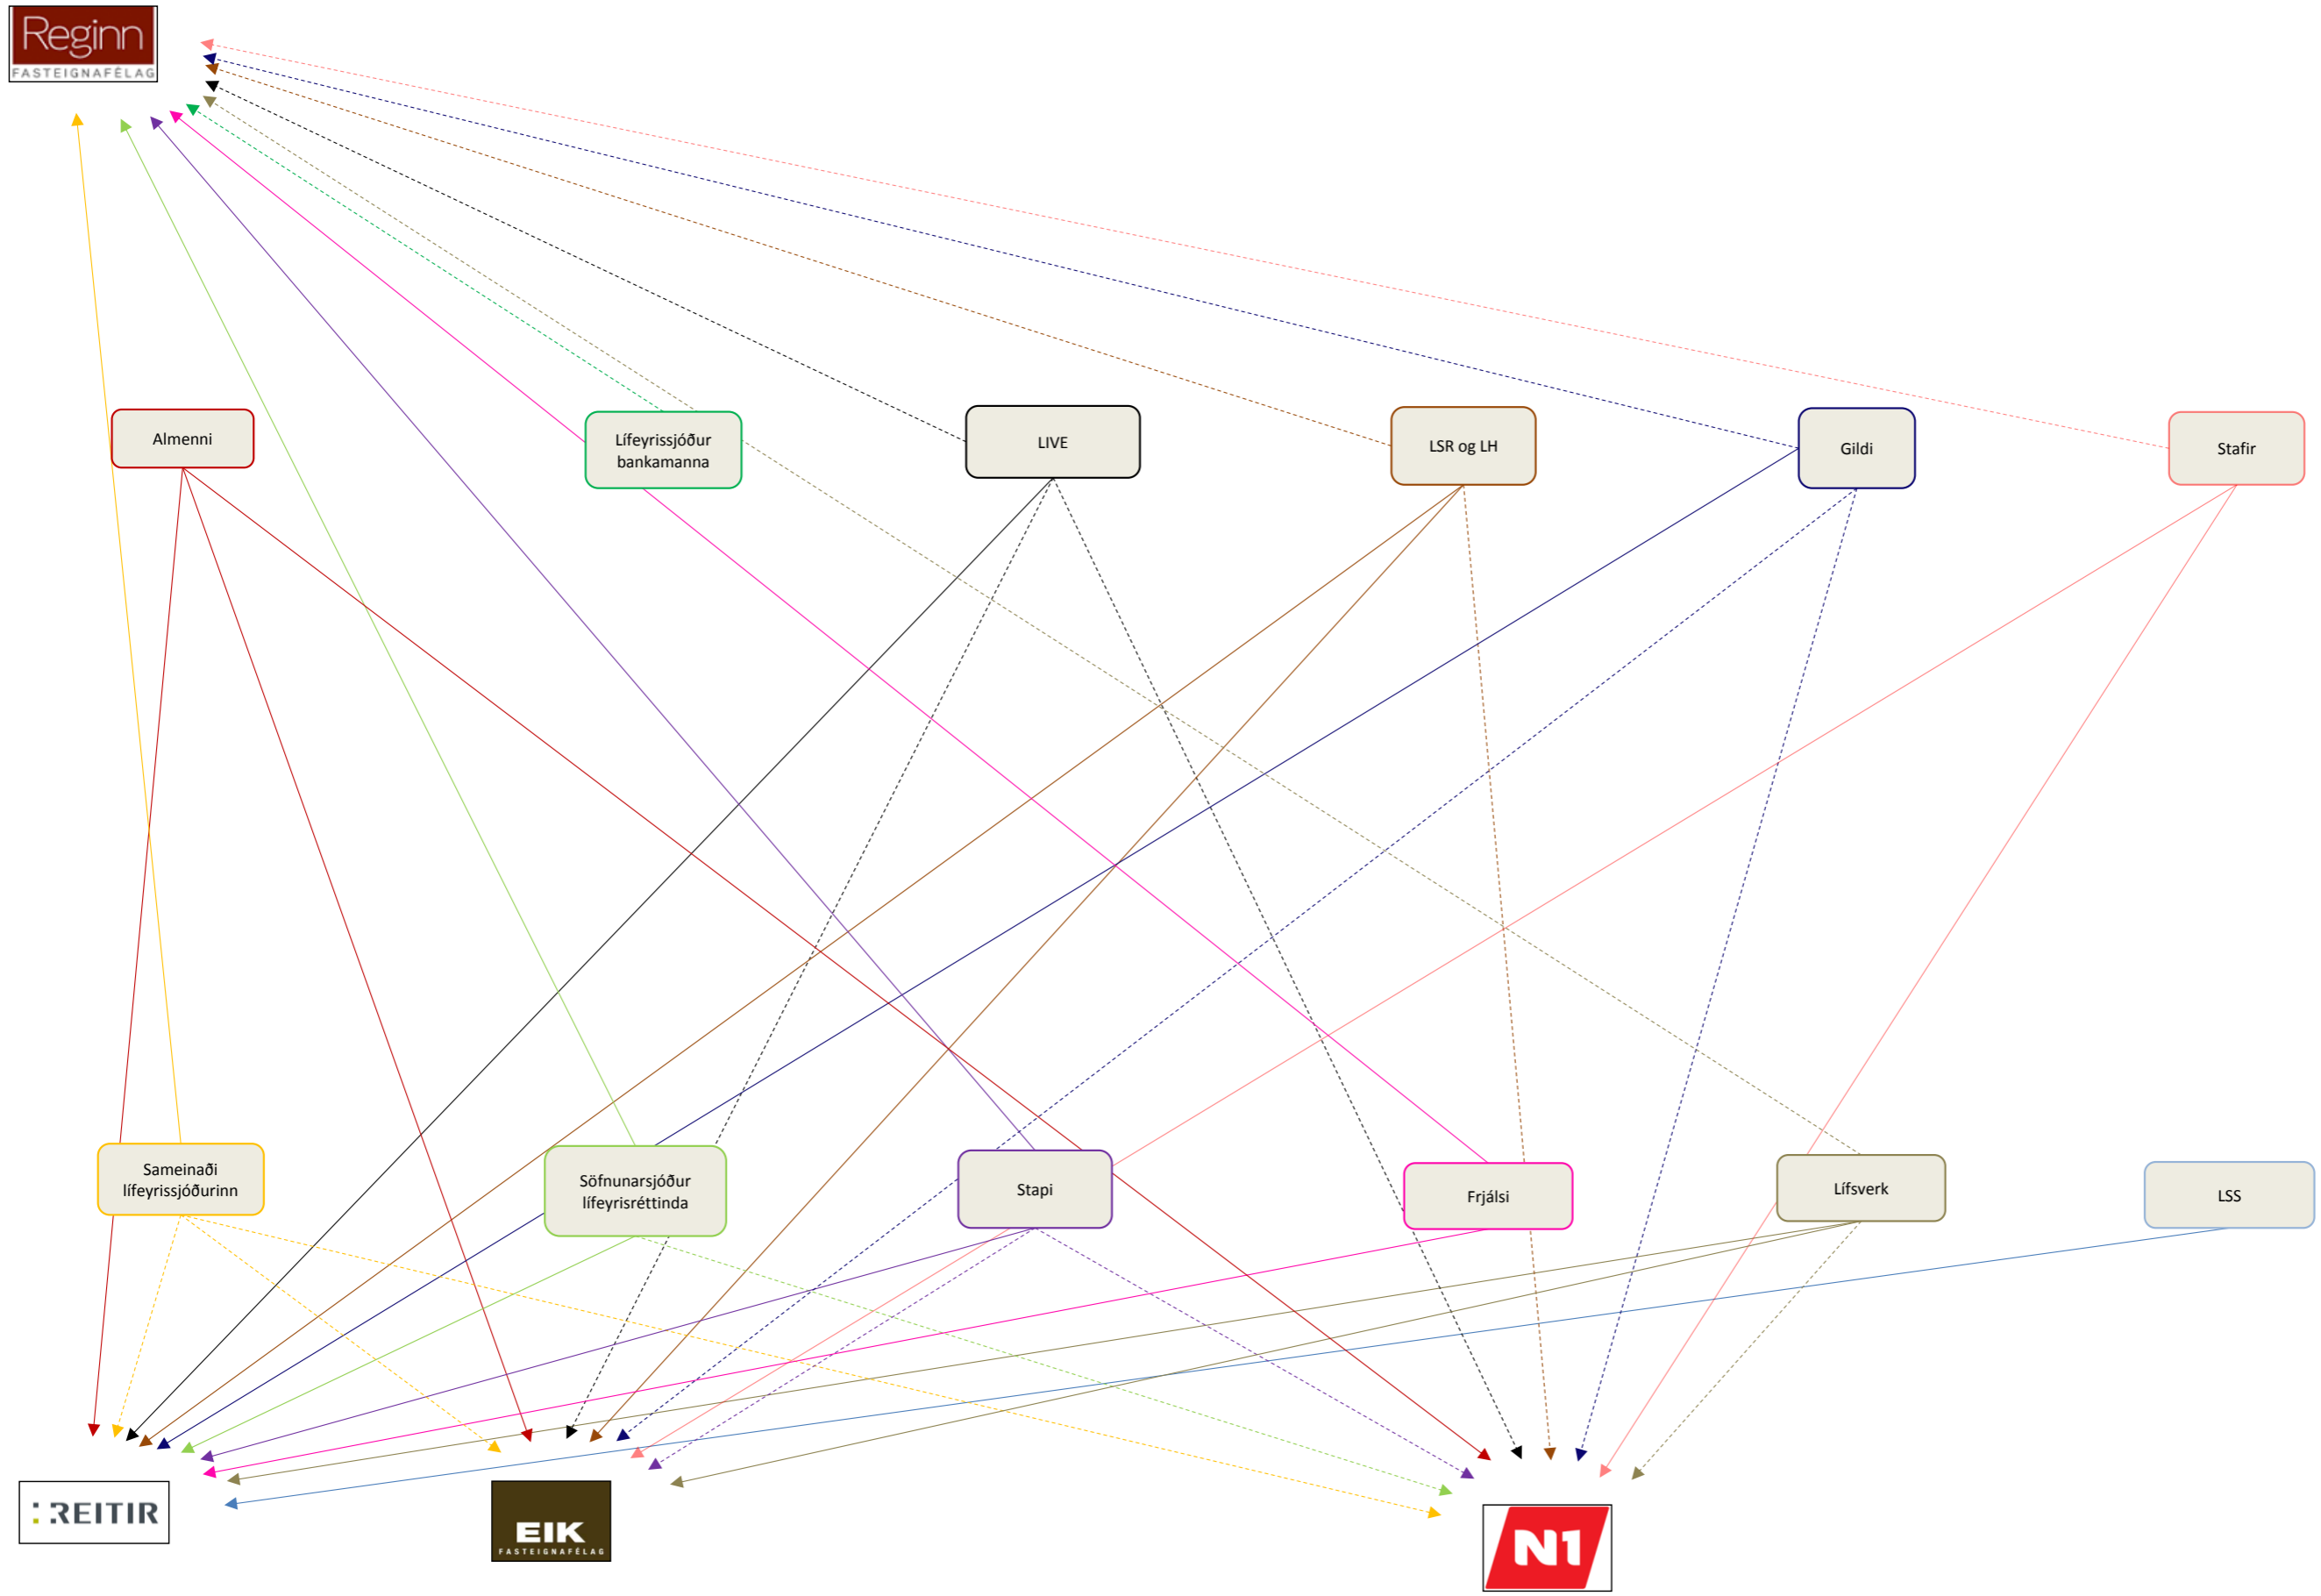 Reginn
FASTEIGNAFÉLAG
Almenni
Lífeyrissjóður
bankamanna
LIVE
LSR og LH
Gildi
Stafir
Sameinaði
lífeyrissjóðurinn
Söfnunarsjóður
lífeyrisréttinda
Stapi
Frjálsi
Lífsverk
LSS
REITIR
EIK
FASTEIGNAFÉLAG
N1